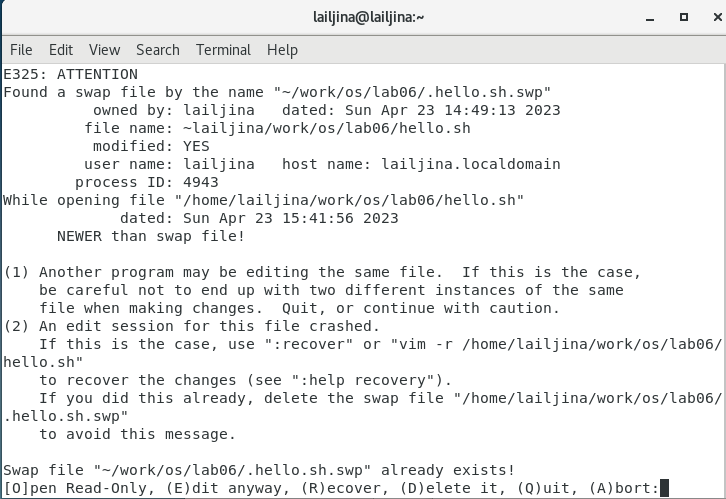 lailjina@lailjina:~
File Edit View Search Terminal Help
E325: ATTENTION
Found a swap file by the name "~/work/os/lab06/.hello.sh.swp"
owned by: lailjina dated: Sun Apr 23 14:49:13 2023
file name: ~lailjina/work/os/lab06/hello.sh
modified: YES
user name: lailjina host name: lailjina.localdomain
process ID: 4943
While opening file "/home/lailjina/work/os/lab06/hello.sh"
dated: Sun Apr 23 15:41:56 2023
NEWER than swap file!
(1) Another program may be editing the same file. If this is the case,
be careful not to end up with two different instances of the same
file when making changes. Quit, or continue with caution.
(2) An edit session for this file crashed.
If this is the case, use ":recover" or "vim -r /home/lailjina/work/os/lab06/
hello.sh"
to recover the changes (see ":help recovery").
If you did this already, delete the swap file "/home/lailjina/work/os/lab06/
.hello.sh.swp"
to avoid this message.
Swap file "~/work/os/lab06/.hello.sh.swp" already exists!
[O]pen Read-Only, (E)dit anyway, (R)ecover, (D)elete it, (Q)uit, (A)bort: